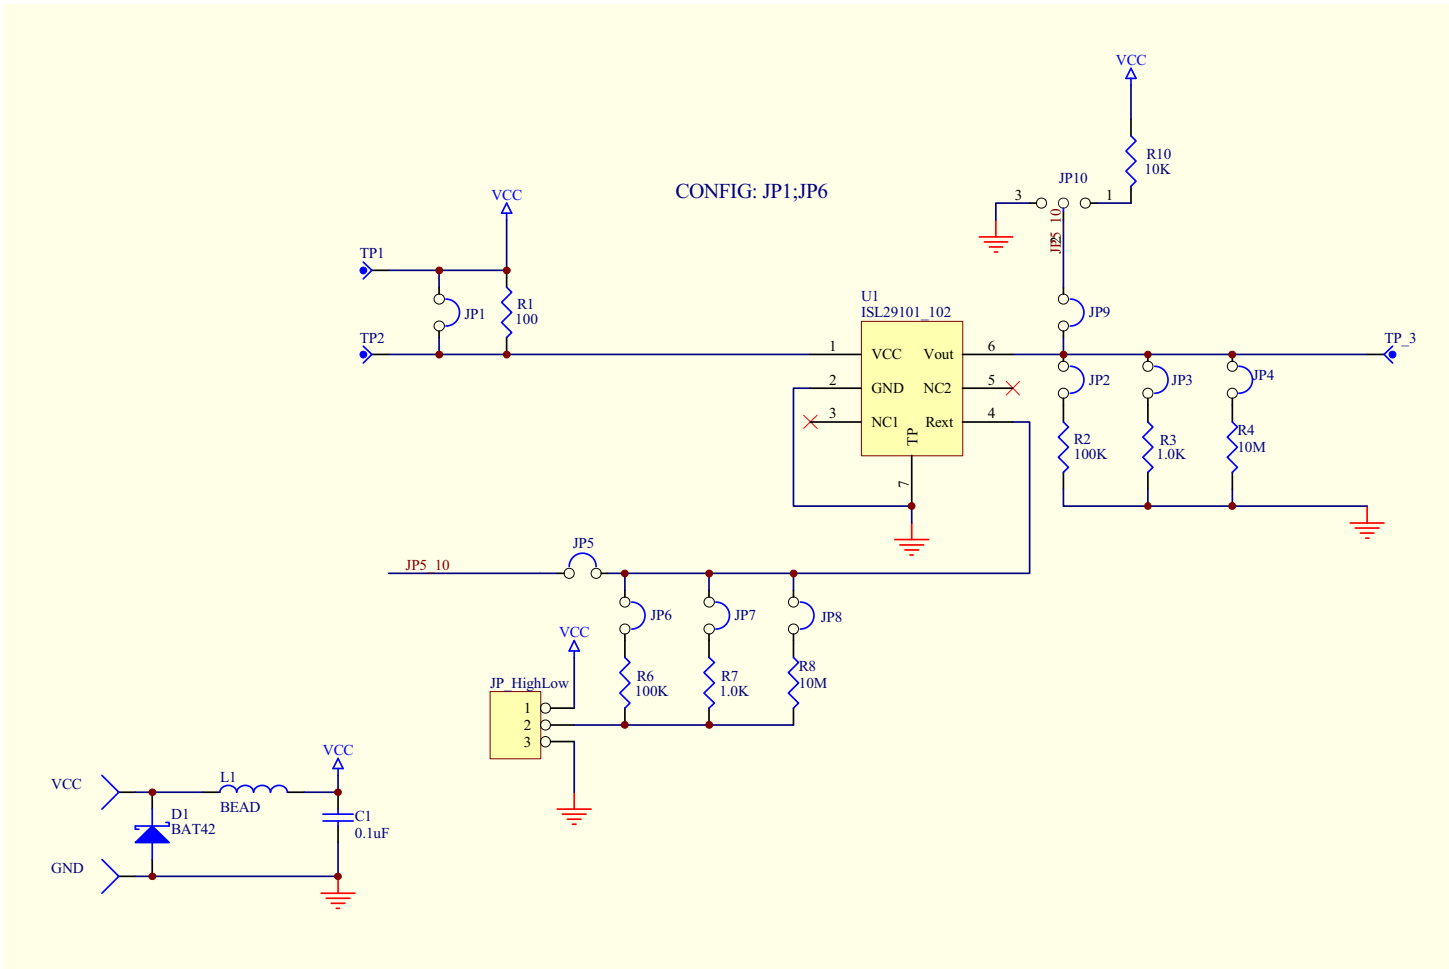 VCC
R10
10K
JP10
3
1
JP5_10
2
CONFIG: JP1;JP6
VCC
TP1
JP1
R1
100
TP2
U1
ISL29101_102
JP9
TP_3
1
VCC
Vout
6
2
GND
NC2
5
3
NC1
Rext
4
TP
7
JP2
JP3
JP4
R2
100K
R3
1.0K
R4
10M
JP5_10
JP5
JP6
JP7
JP8
VCC
R6
100K
R7
1.0K
R8
10M
JP_HighLow
1
2
3
VCC
VCC
L1
BEAD
D1
BAT42
C1
0.1uF
GND